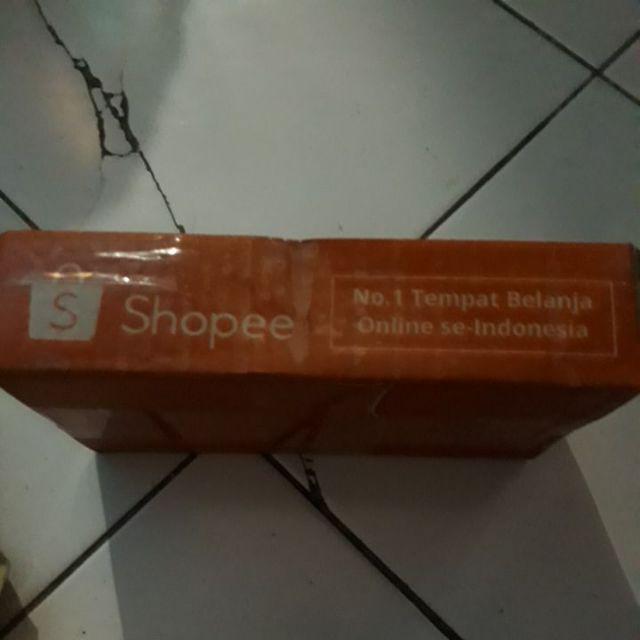 S Shopee
No.1 Tempat Belanja
Online se-Indonesia